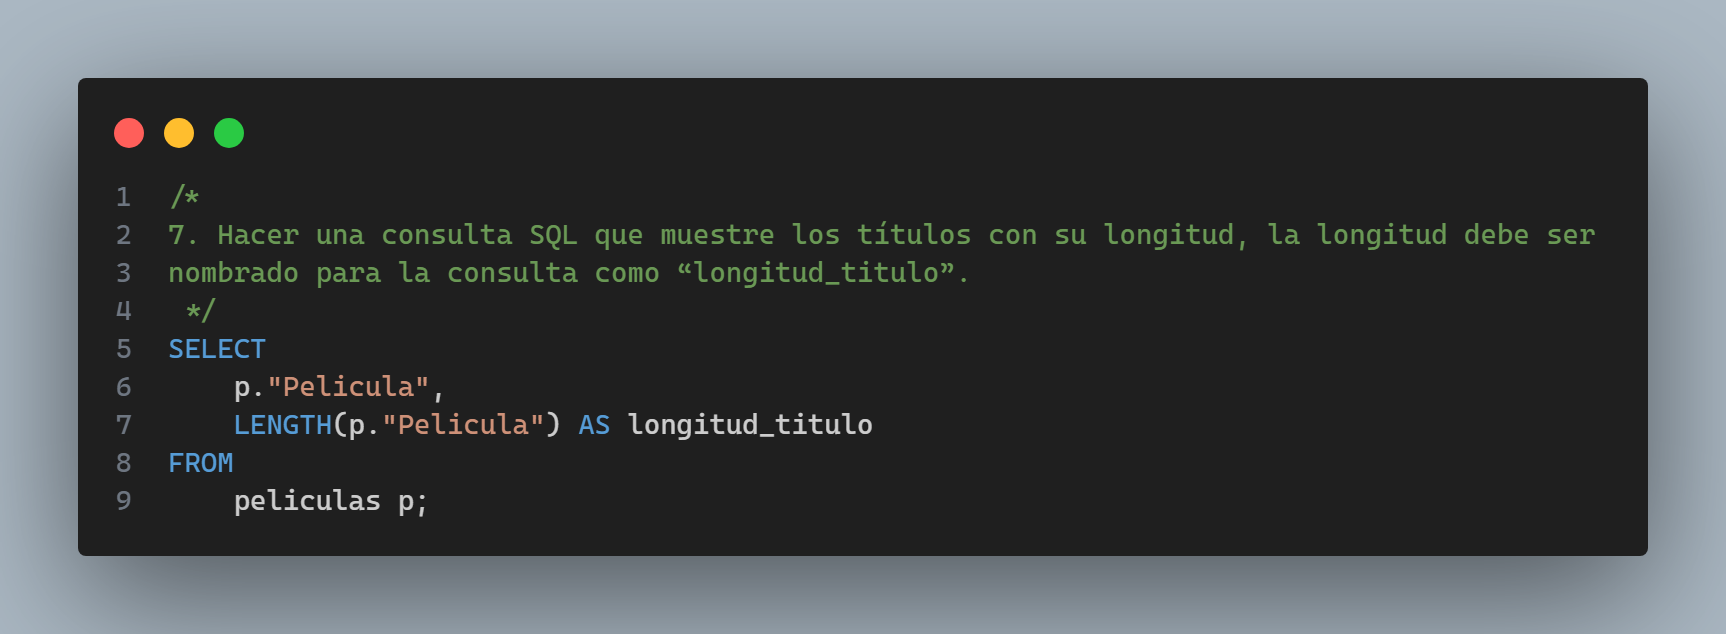 1 /*
2 7. Hacer una consulta SQL que muestre los títulos con su longitud, la longitud debe ser
3 nombrado para la consulta como “longitud_titulo”.
4  */
5 SELECT
6     p."Pelicula",
7     LENGTH(p."Pelicula") AS longitud_titulo
8 FROM
9     peliculas p;